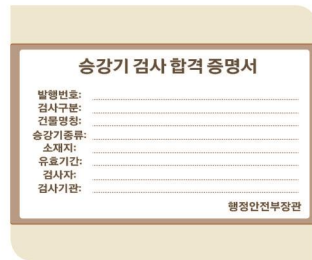 승강기 검사 합격 증명서
발행번호:
검사구분:
건물명칭:
승강기종류:
소재지:
유효기간:
검사자:
검사기관:
행정안전부장관